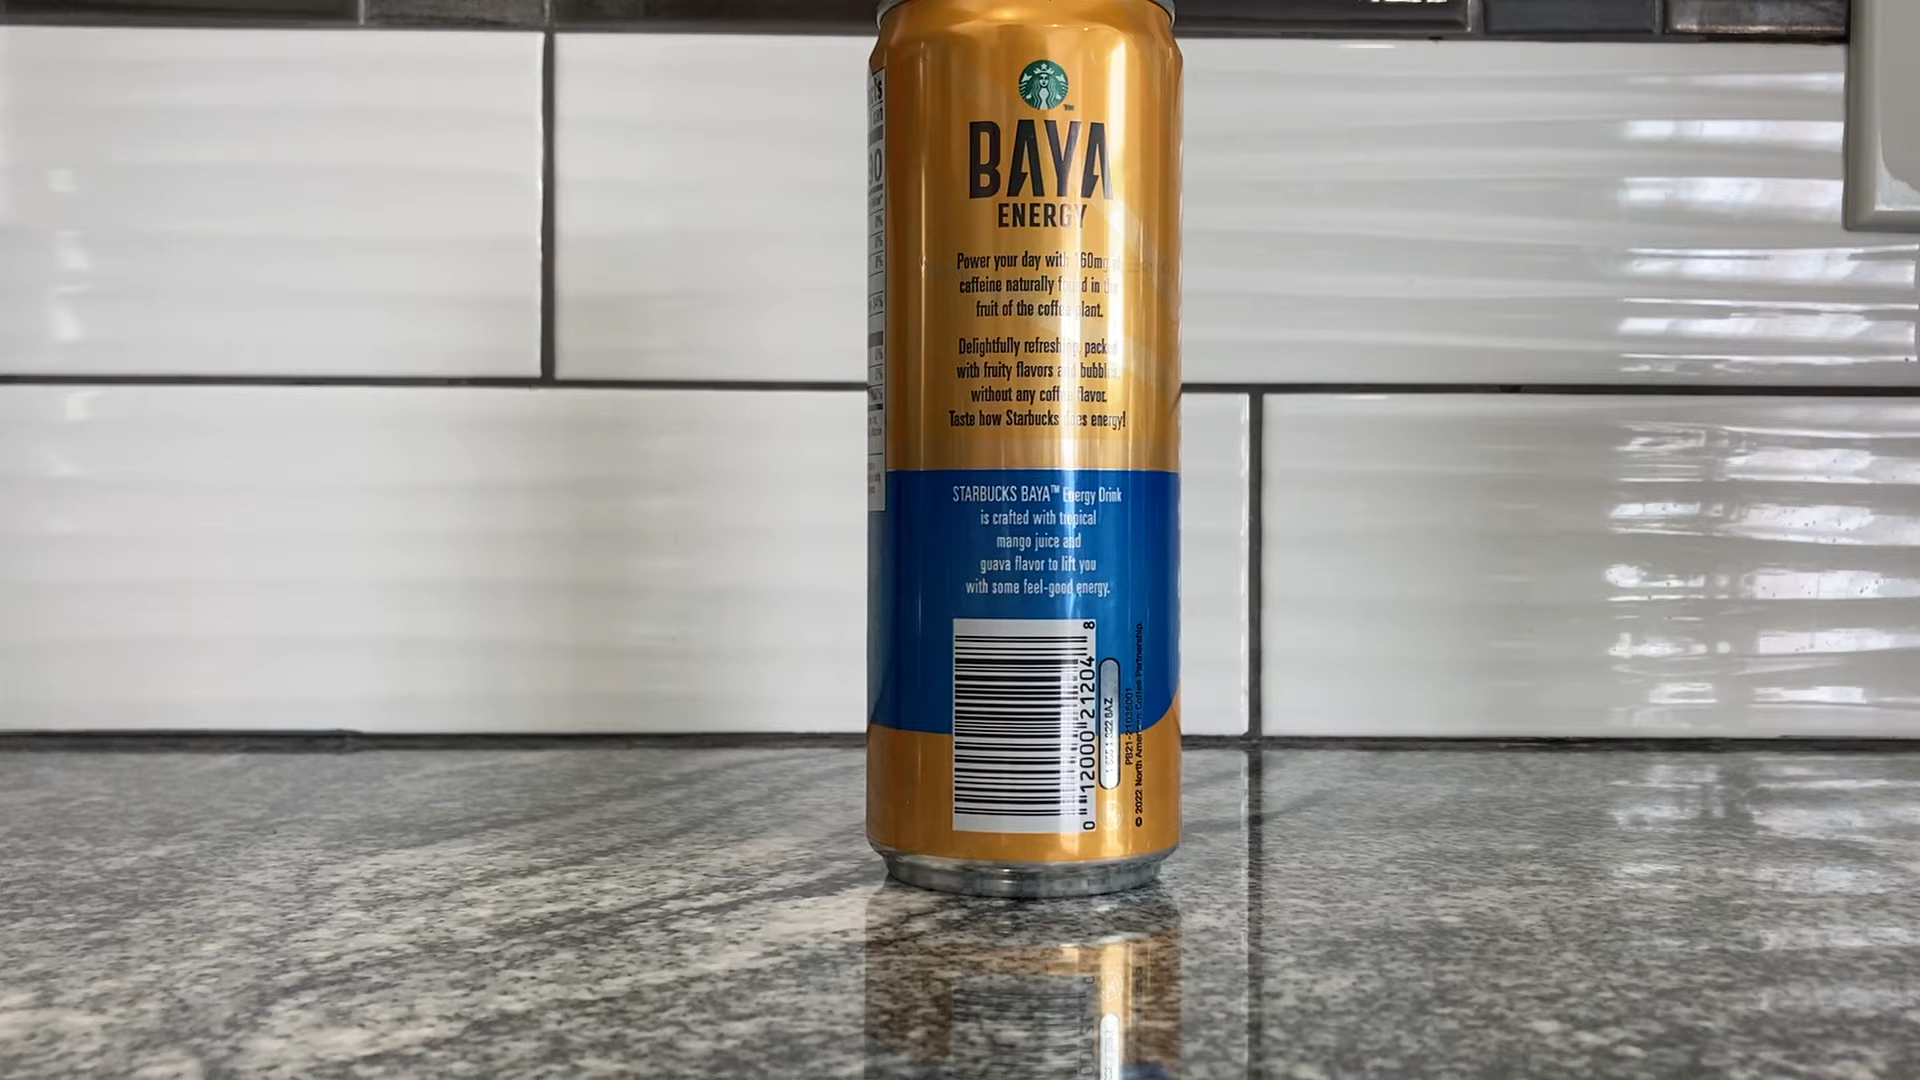 BAYA
ENERGY
Power your day with 160mg of
caffeine naturally found in the
fruit of the coffee plant.
Delightfully refreshing, packed
with fruity flavors and bubbles,
without any coffee flavor.
Taste how Starbucks does energy!
STARBUCKS BAYA™ Energy Drink
is crafted with tropical
mango juice and
guava flavor to lift you
with some feel-good energy.
0 12000 21204 8
© 2022 North American Coffee Partnership.